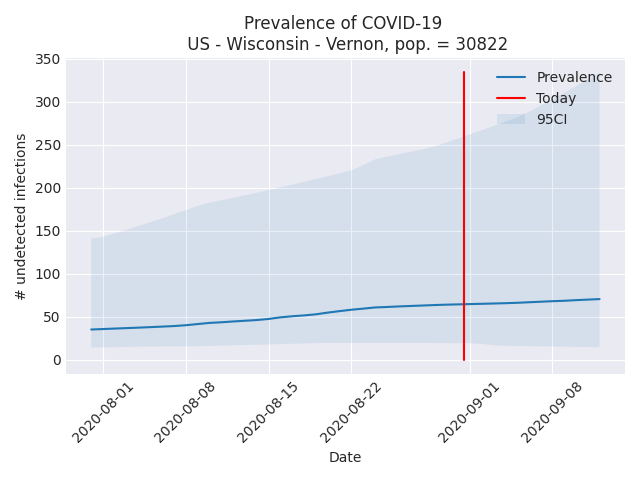 Prevalence of COVID-19
US - Wisconsin - Vernon, pop. = 30822
350
300
250
200
150
100
50
0
# undetected infections
Prevalence
Today
95CI
2020-08-01
2020-08-08
2020-08-15
2020-08-22
2020-09-01
2020-09-08
Date